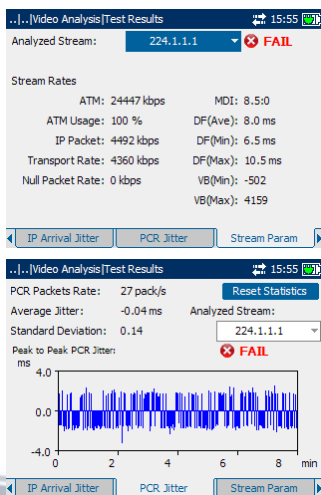 ..|..|Video Analysis|Test Results 15:55
Analyzed Stream: 224.1.1.1 FAIL
Stream Rates
ATM: 24447 kbps MDI: 8.5:0
ATM Usage: 100 % DF(Ave): 8.0 ms
IP Packet: 4492 kbps DF(Min): 6.5 ms
Transport Rate: 4360 kbps DF(Max): 10.5 ms
Null Packet Rate: 0 kbps VB(Min): -502
VB(Max): 4159
IP Arrival Jitter PCR Jitter Stream Param
..|..|Video Analysis|Test Results 15:55
PCR Packets Rate: 27 pack/s Reset Statistics
Average Jitter: -0.04 ms Analyzed Stream:
Standard Deviation: 0.14 224.1.1.1
Peak to Peak PCR Jitter: FAIL
ms
4.0
0.0
-4.0
0 2 4 6 8 min
IP Arrival Jitter PCR Jitter Stream Param